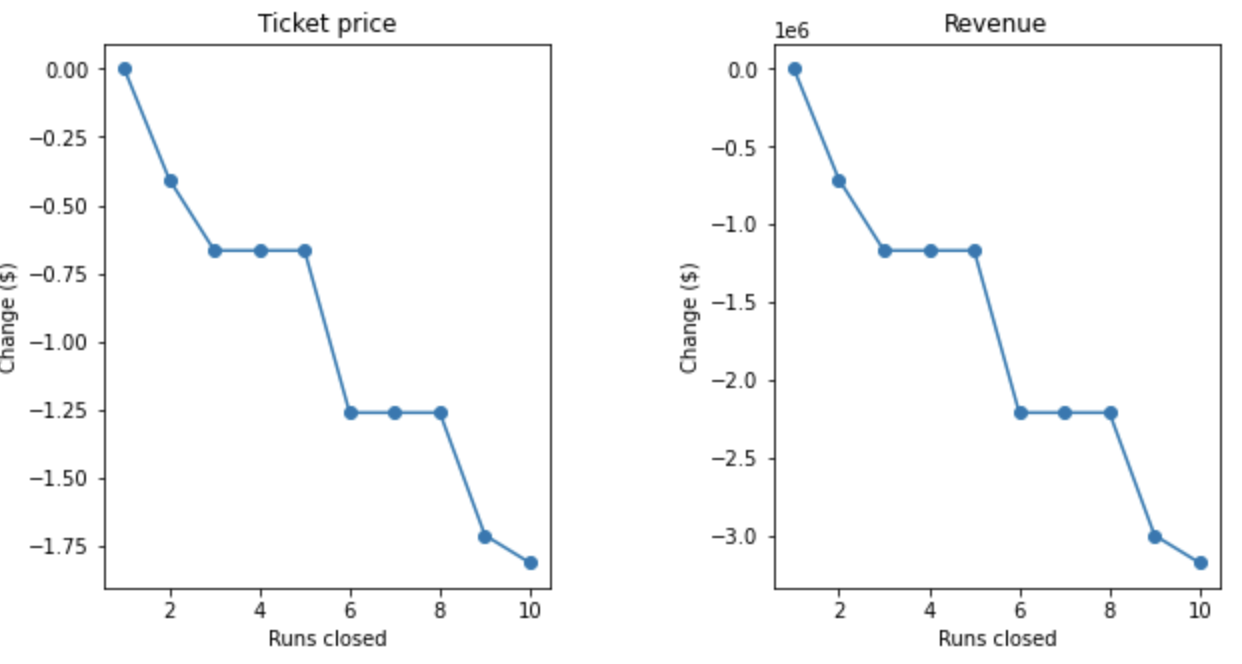 Ticket price
0.00
−0.25
−0.50
−0.75
−1.00
−1.25
−1.50
−1.75
Change ($)
2 4 6 8 10
Runs closed
Revenue
1e6
0.0
−0.5
−1.0
−1.5
−2.0
−2.5
−3.0
Change ($)
2 4 6 8 10
Runs closed